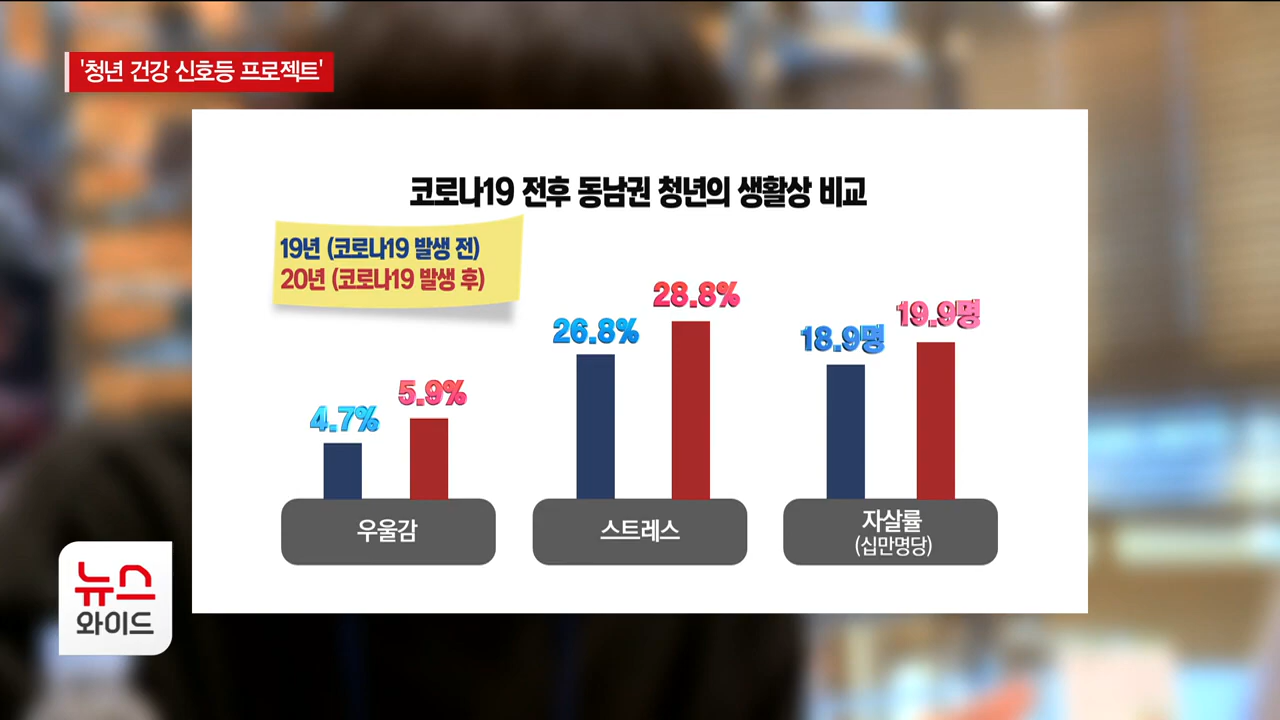 '청년 건강 신호등 프로젝트'
코로나19 전후 동남권 청년의 생활상 비교
19년 (코로나19 발생 전)
20년 (코로나19 발생 후)
4.7%
5.9%
26.8%
28.8%
18.9명
19.9명
우울감
스트레스
자살률
(십만명당)
뉴스
와이드